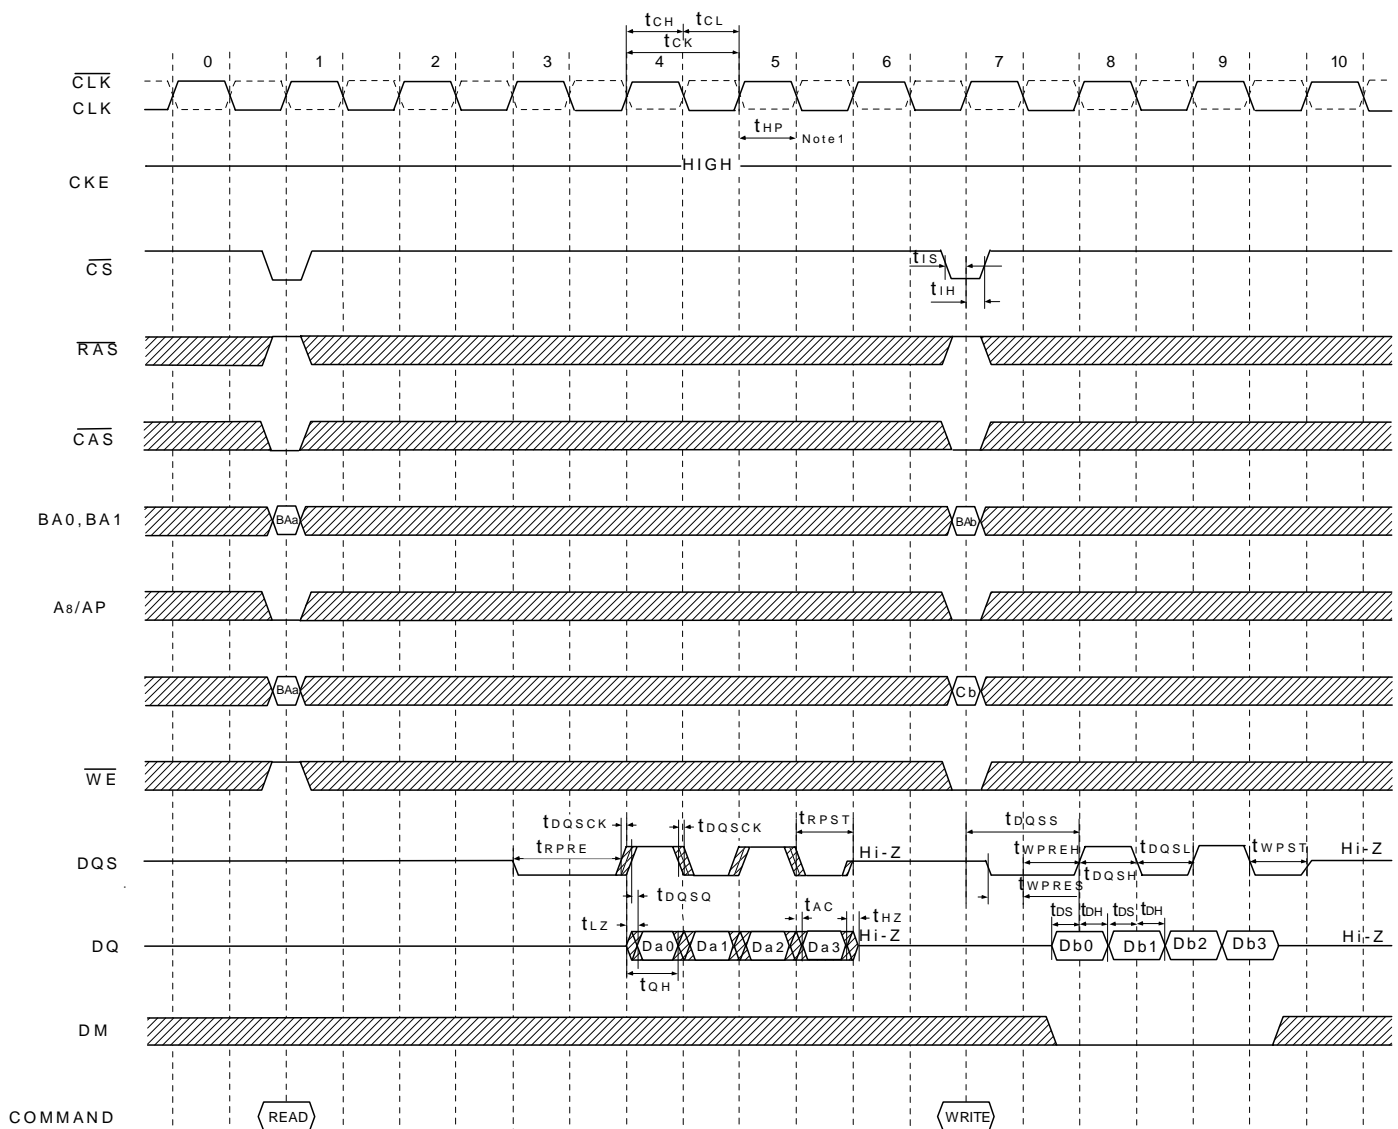 tCH tCL
tCK
0 1 2 3 4 5 6 7 8 9 10
CLK
CLK
tHP Note1
HIGH
CKE
CS
tIS
tIH
RAS
CAS
BA0,BA1
BAa
BAb
A8/AP
BAa
Cb
WE
tDQSCK tDQSCK tRPST tDQSS
tRPRE tWPREH tDQSL tWPST
DQS Hi-Z Hi-Z
tDQSH
tWPRES
tDQSQ
tLZ tAC tHZ tDS tDH tDS tDH
DQ Da0 Da1 Da2 Da3 Hi-Z Db0 Db1 Db2 Db3 Hi-Z
tQH
DM
COMMAND READ WRITE